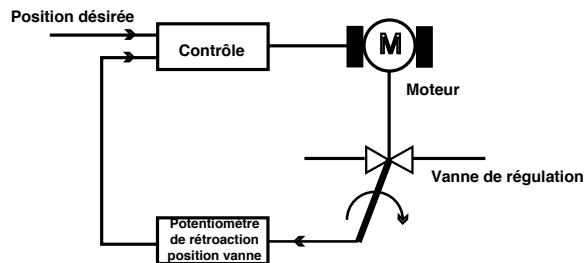 Position désirée
Contrôle
M
Moteur
Vanne de régulation
Potentiomètre
de rétroaction
position vanne